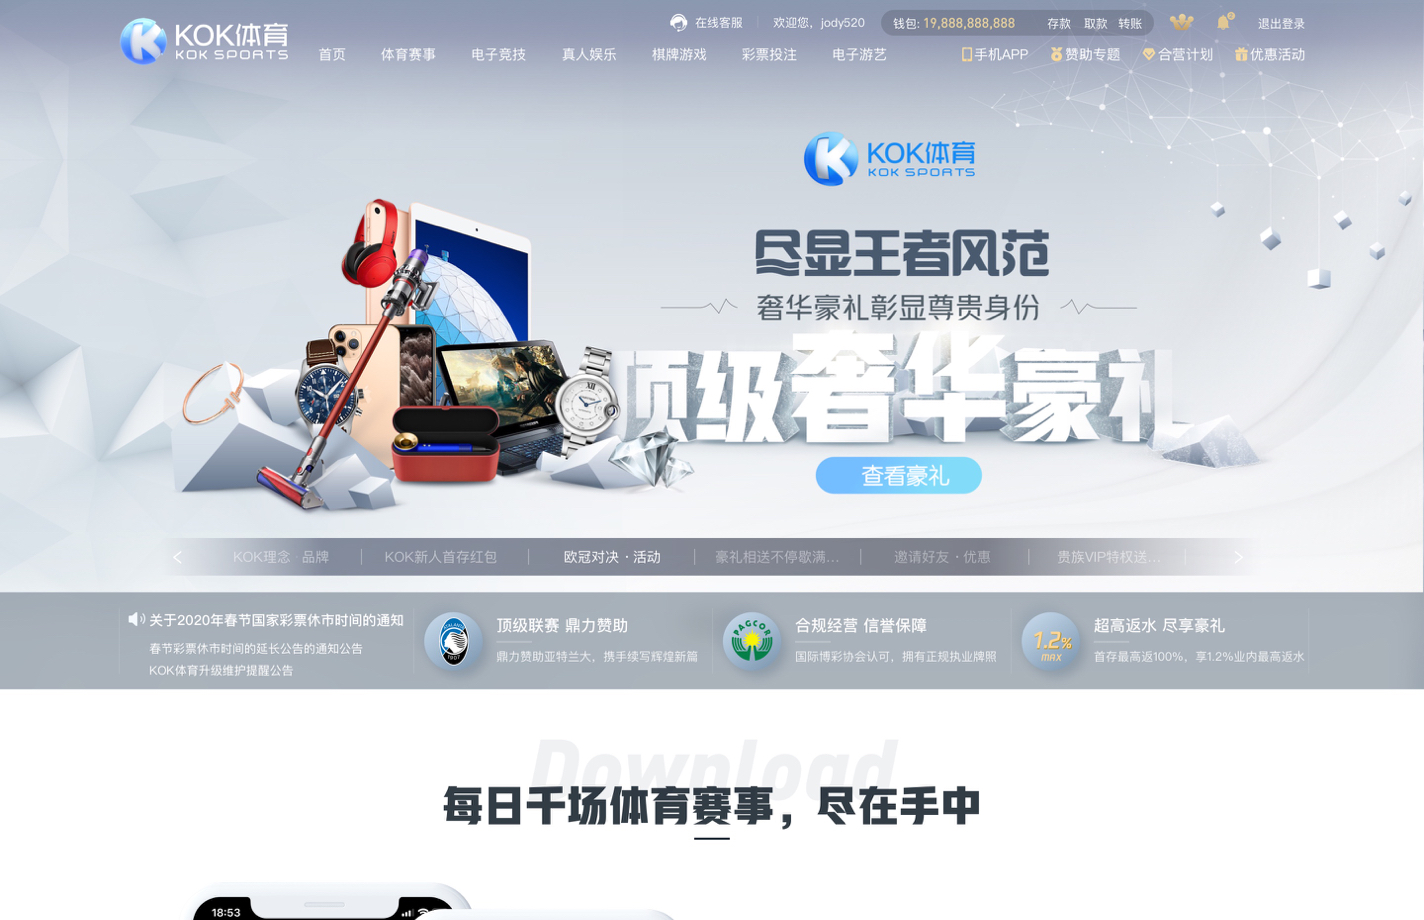 在线客服
欢迎您，jody520
钱包: 19,888,888,888
存款 取款 转账
2
退出登录
KOK体育
KOK SPORTS
首页 体育赛事 电子竞技 真人娱乐 棋牌游戏 彩票投注 电子游艺
手机APP 赞助专题 合营计划 优惠活动
KOK体育
KOK SPORTS
尽显王者风范
奢华豪礼彰显尊贵身份
顶级奢华豪礼
查看豪礼
KOK理念·品牌
KOK新人首存红包
欧冠对决·活动
豪礼相送不停歇满...
邀请好友·优惠
贵族VIP特权送...
关于2020年春节国家彩票休市时间的通知
春节彩票休市时间的延长公告的通知公告
KOK体育升级维护提醒公告
ATALANTA
1907
顶级联赛 鼎力赞助
鼎力赞助亚特兰大，携手续写辉煌新篇
PAGCOR
合规经营 信誉保障
国际博彩协会认可，拥有正规执业牌照
1.2%
MAX
超高返水 尽享豪礼
首存最高返100%，享1.2%业内最高返水
Download
每日千场体育赛事，尽在手中
18:53